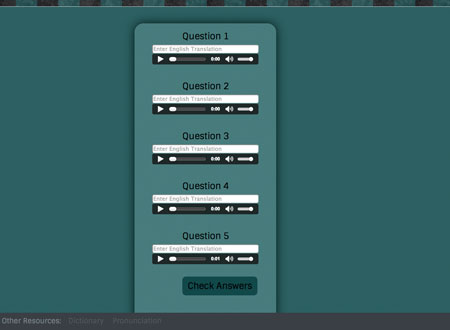 Question 1
Enter English Translation
0:00
Question 2
Enter English Translation
0:00
Question 3
Enter English Translation
0:00
Question 4
Enter English Translation
0:00
Question 5
Enter English Translation
0:01
Check Answers
Other Resources: Dictionary Pronunciation